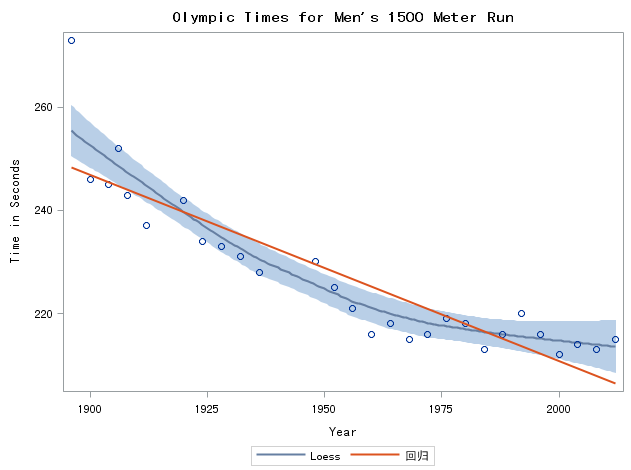 Olympic Times for Men's 1500 Meter Run
Time in Seconds
260
240
220
1900 1925 1950 1975 2000
Year
Loess 回归